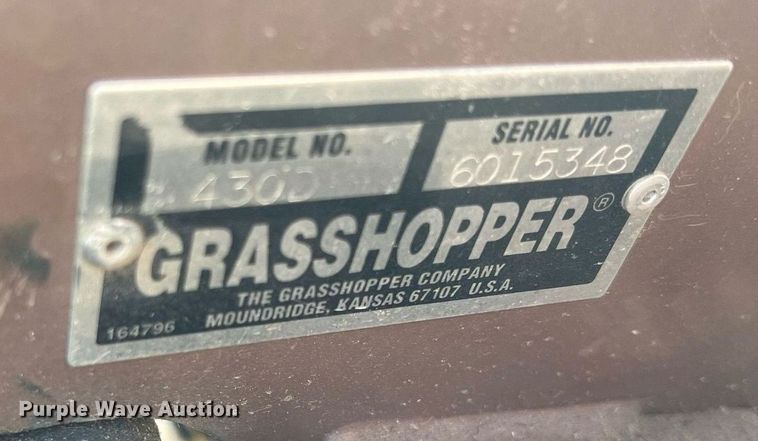 MODEL NO.
SERIAL NO.
430D
6015348
GRASSHOPPER®
THE GRASSHOPPER COMPANY
MOUNDRIDGE, KANSAS 67107 U.S.A.
164796
Purple Wave Auction